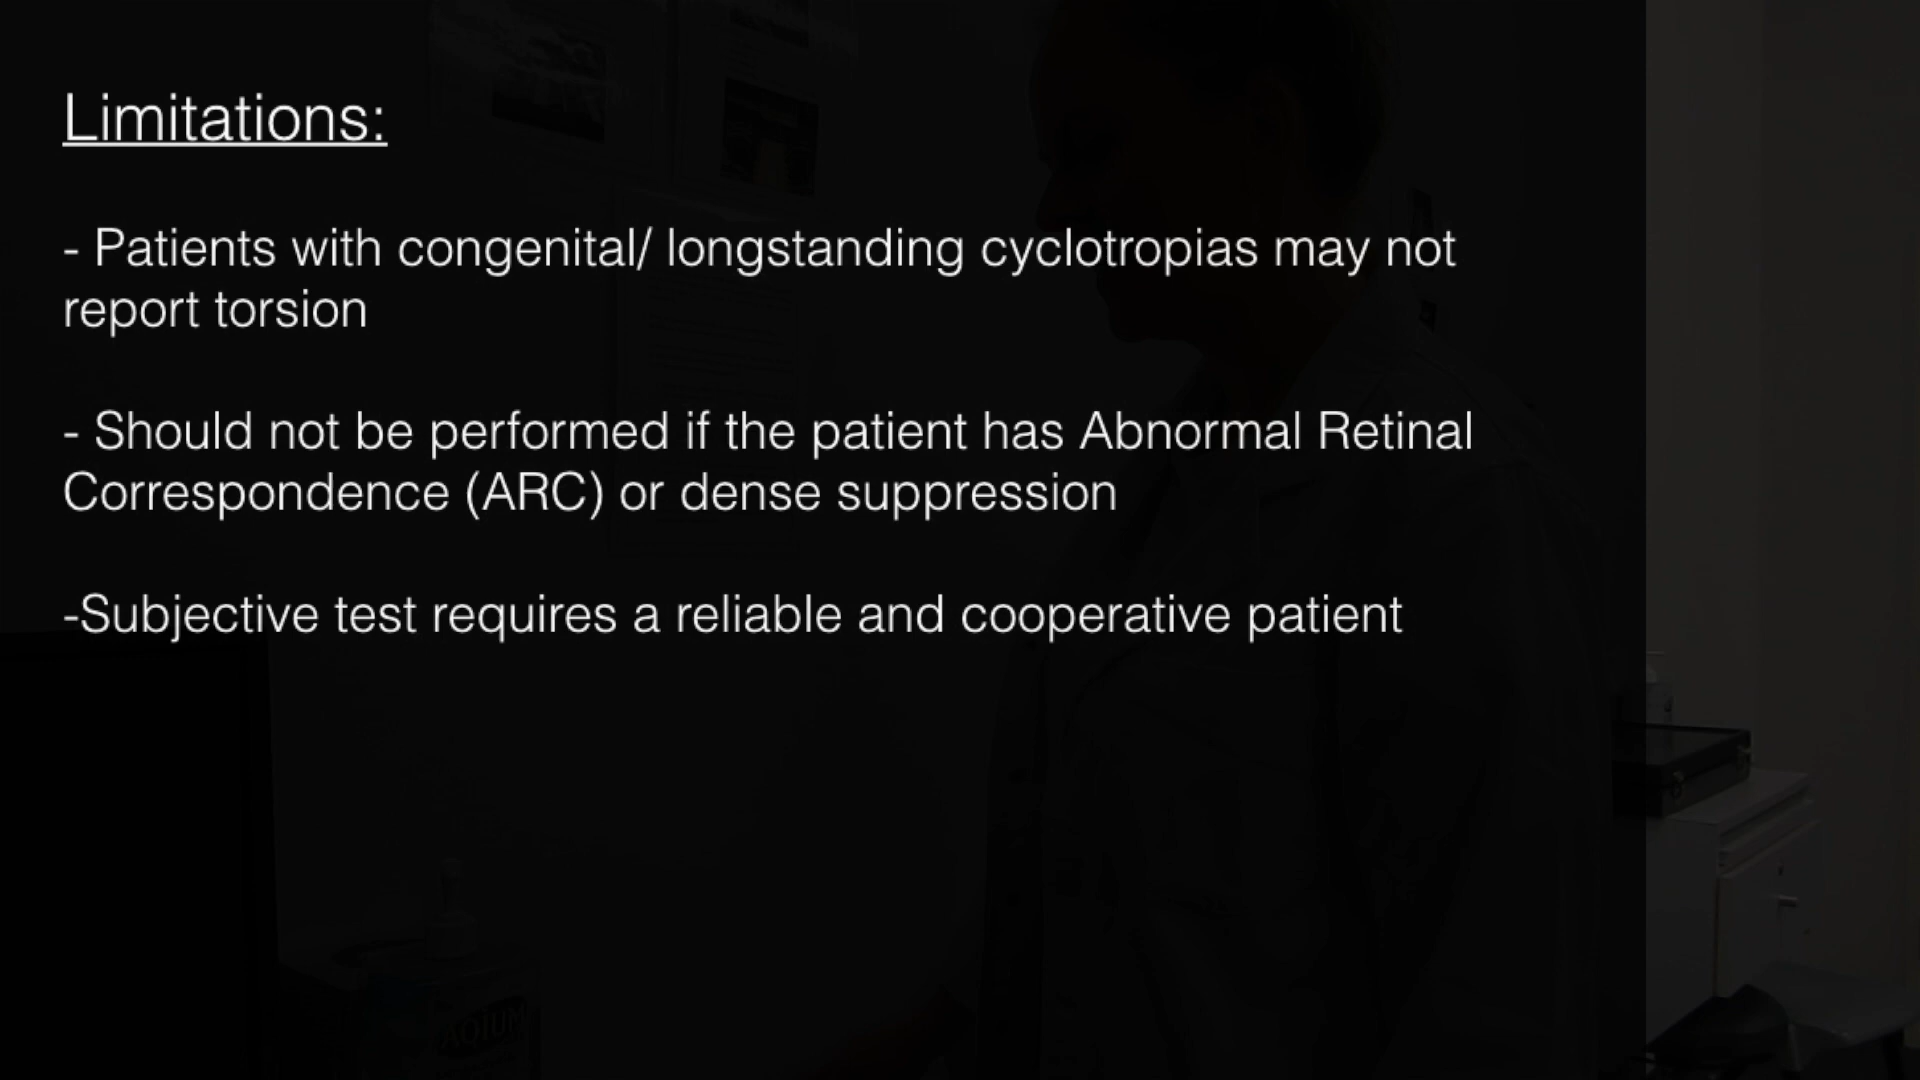 Limitations:
- Patients with congenital/ longstanding cyclotropias may not
report torsion
- Should not be performed if the patient has Abnormal Retinal
Correspondence (ARC) or dense suppression
-Subjective test requires a reliable and cooperative patient
AQIUM